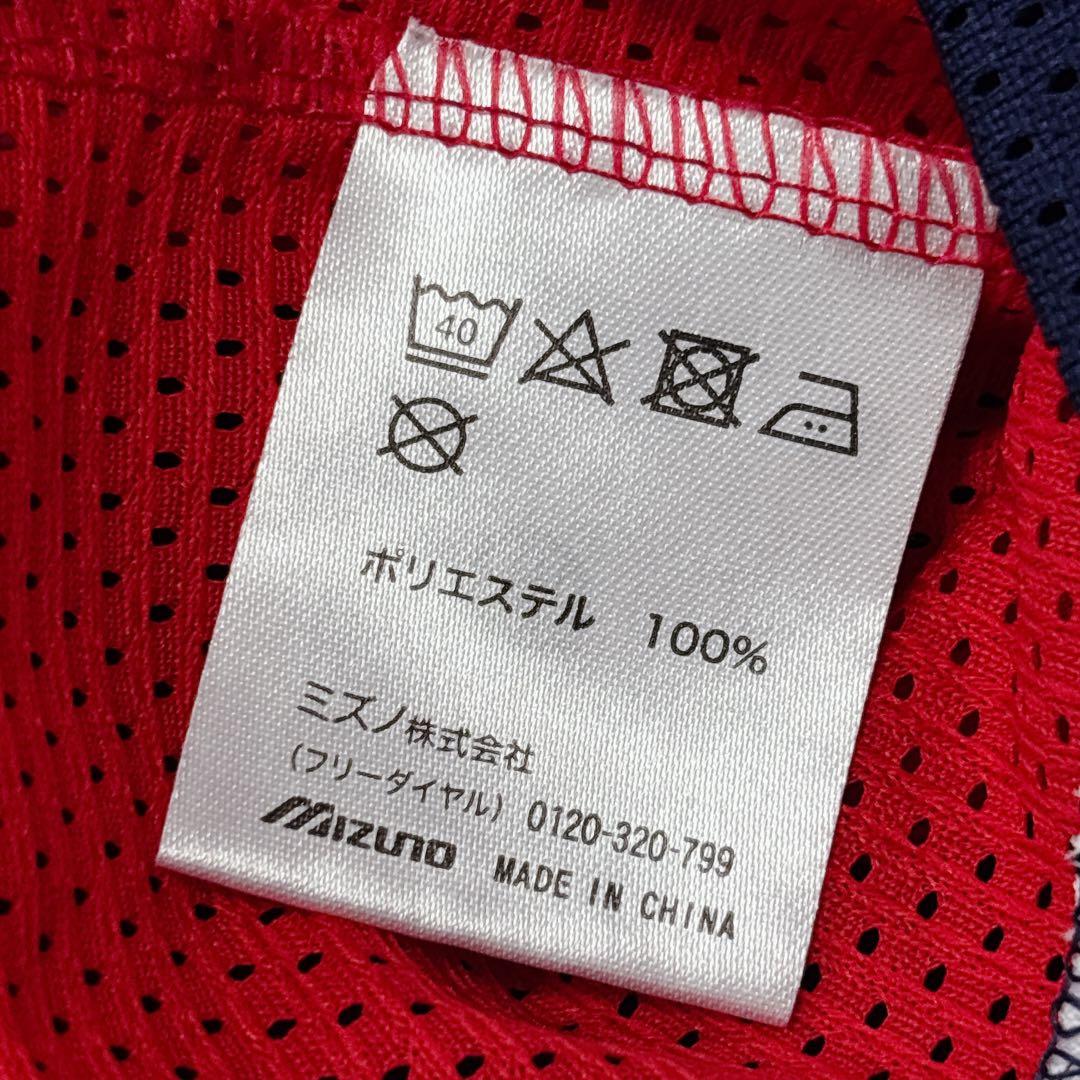 40
ポリエステル 100%
ミズノ株式会社
(フリーダイヤル) 0120-320-799
MIZUNO MADE IN CHINA